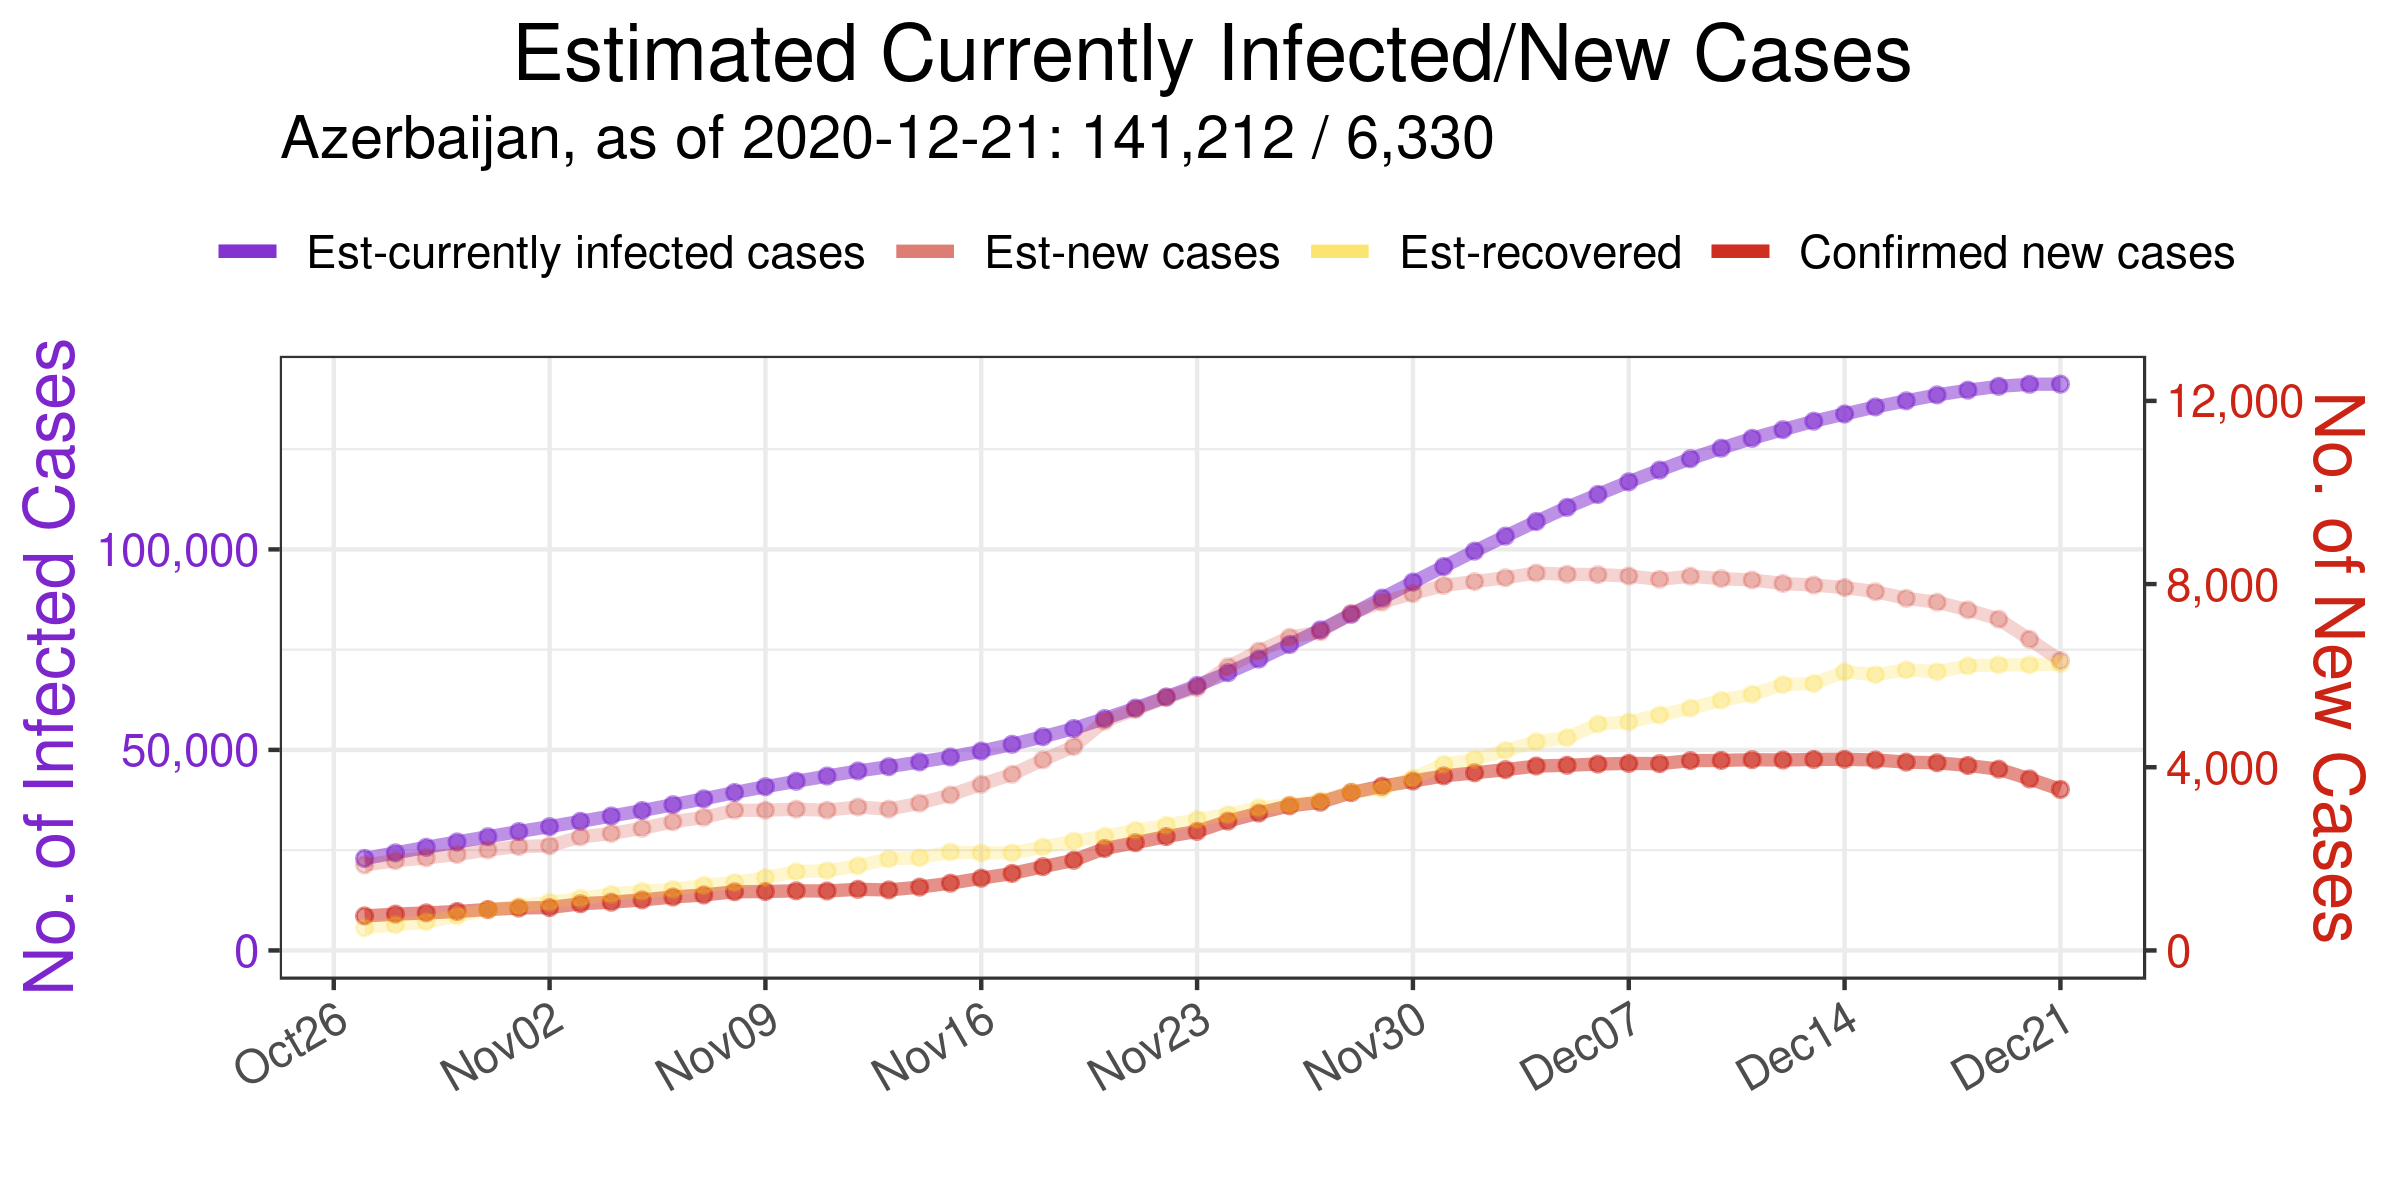 Estimated Currently Infected/New Cases
Azerbaijan, as of 2020-12-21: 141,212 / 6,330
Est-currently infected cases Est-new cases Est-recovered Confirmed new cases
No. of Infected Cases
100,000
50,000
0
12,000
8,000
4,000
0
No. of New Cases
Oct26 Nov02 Nov09 Nov16 Nov23 Nov30 Dec07 Dec14 Dec21